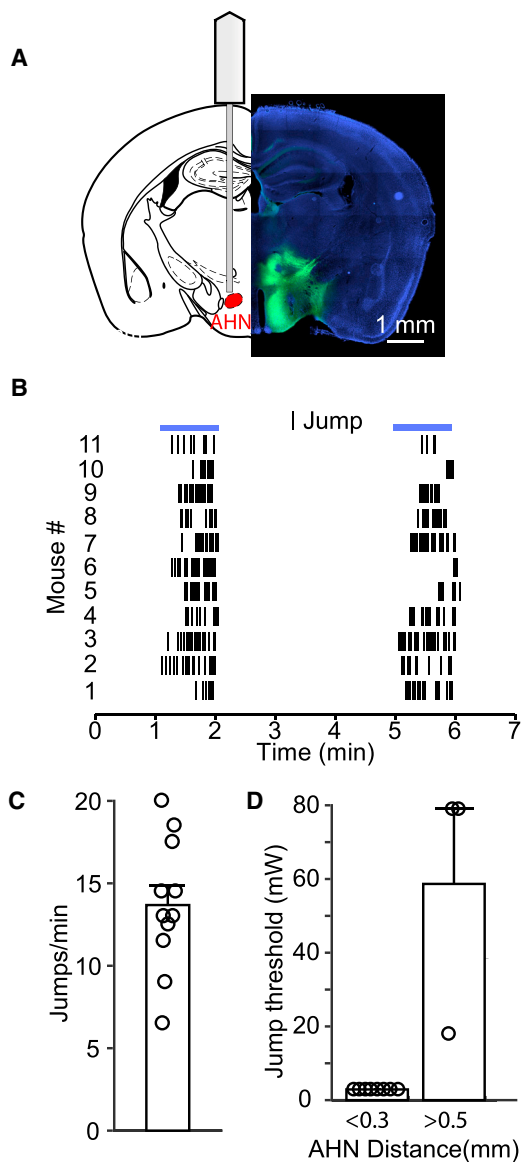 A
AHN
1 mm
B
Jump
Mouse #
11
10
9
8
7
6
5
4
3
2
1
0 1 2 3 4 5 6 7
Time (min)
C
Jumps/min
20
15
10
5
0
D
Jump threshold (mW)
80
60
40
20
0
<0.3 >0.5
AHN Distance(mm)